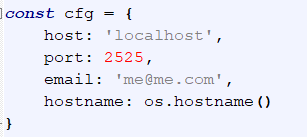 const cfg = {
    host: 'localhost',
    port: 2525,
    email: 'me@me.com',
    hostname: os.hostname()
}